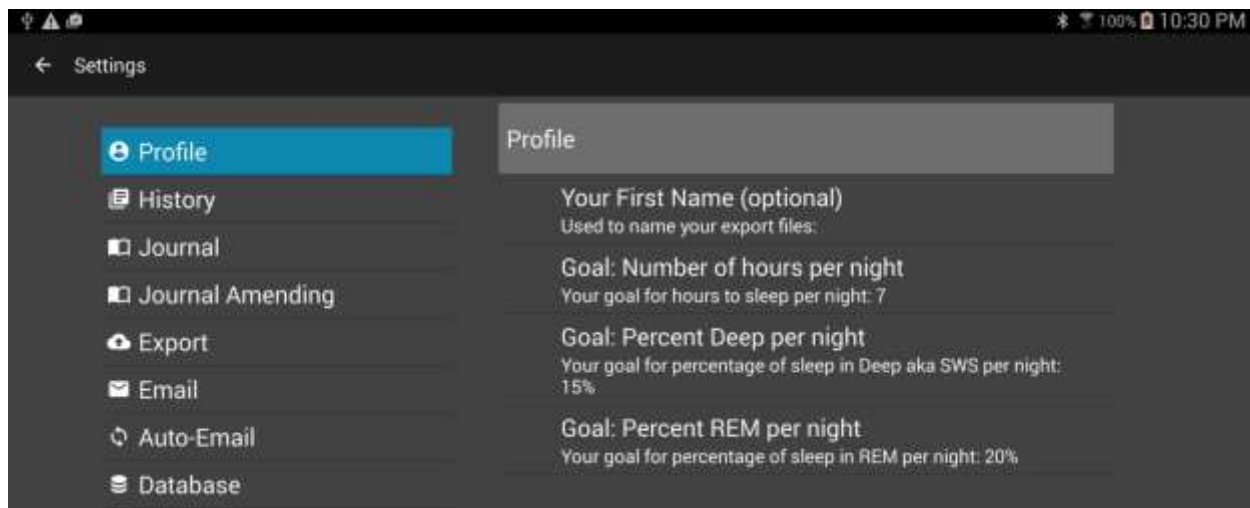 100% 10:30 PM
Settings
Profile
History
Journal
Journal Amending
Export
Email
Auto-Email
Database
Profile
Your First Name (optional)
Used to name your export files:
Goal: Number of hours per night
Your goal for hours to sleep per night: 7
Goal: Percent Deep per night
Your goal for percentage of sleep in Deep aka SWS per night:
15%
Goal: Percent REM per night
Your goal for percentage of sleep in REM per night: 20%